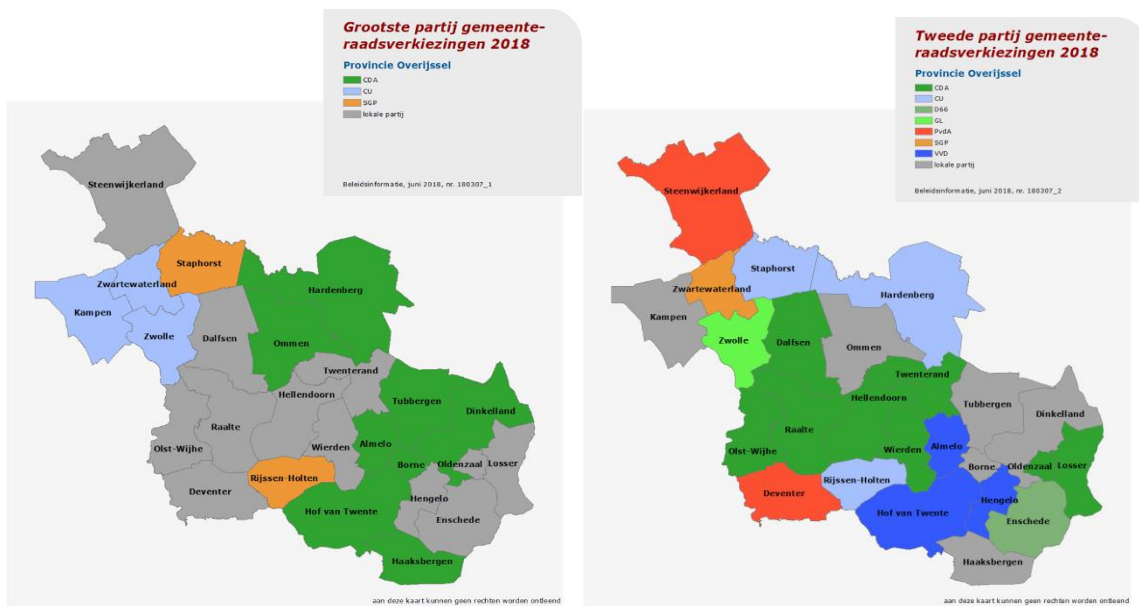 Grootste partij gemeente-
raadsverkiezingen 2018
Provincie Overijssel
CDA
CU
SGP
lokale partij
Beleidsinformatie, juni 2018, nr. 180307_1
Steenwijkerland
Staphorst
Zwartewaterland
Hardenberg
Kampen
Zwolle
Dalfsen
Ommen
Twenterand
Hellendoorn
Tubbergen
Dinkelland
Raalte
Almelo
Olst-Wijhe
Wierden
Borne
Oldenzaal
Losser
Rijssen-Holten
Deventer
Hengelo
Hof van Twente
Enschede
Haaksbergen
aan deze kaart kunnen geen rechten worden ontleend
Tweede partij gemeente-
raadsverkiezingen 2018
Provincie Overijssel
CDA
CU
D66
GL
PvdA
SGP
VVD
lokale partij
Beleidsinformatie, juni 2018, nr. 180307_2
Steenwijkerland
Staphorst
Zwartewaterland
Hardenberg
Kampen
Zwolle
Dalfsen
Ommen
Twenterand
Hellendoorn
Tubbergen
Dinkelland
Raalte
Almelo
Olst-Wijhe
Wierden
Borne
Oldenzaal
Losser
Rijssen-Holten
Deventer
Hengelo
Hof van Twente
Enschede
Haaksbergen
aan deze kaart kunnen geen rechten worden ontleend